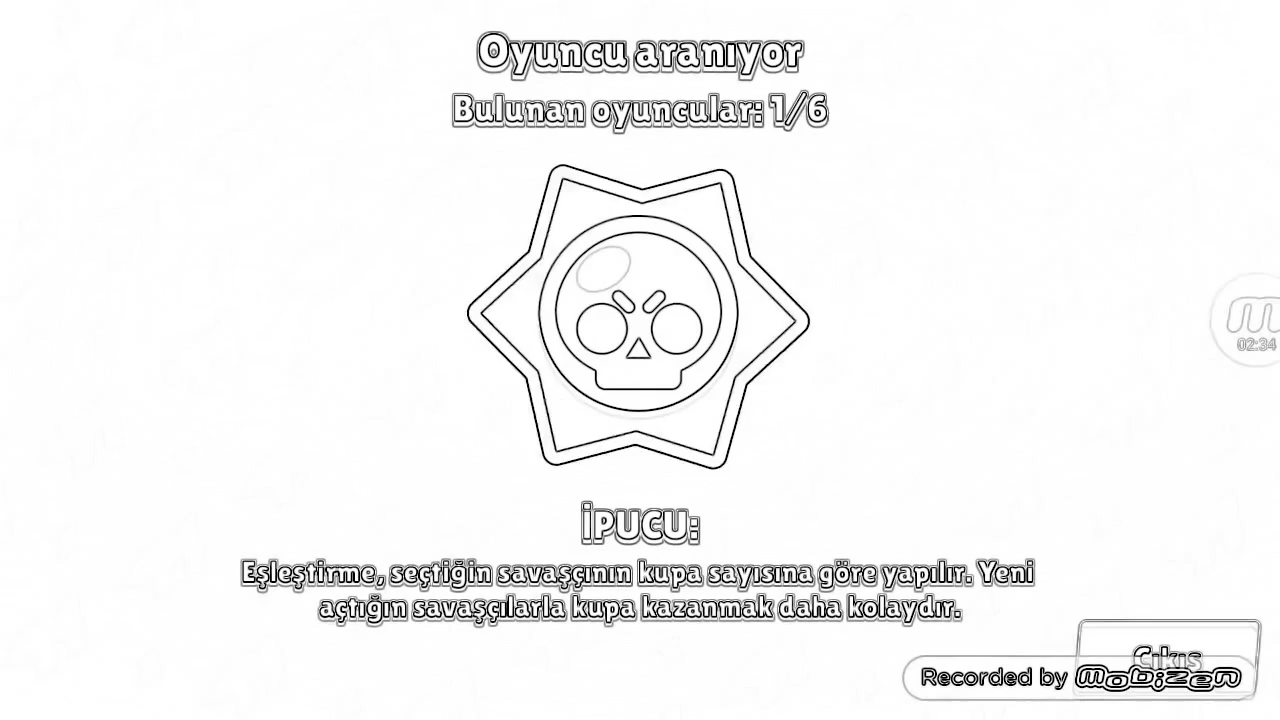 Oyuncu aranıyor
Bulunan oyuncular: 1/6
02:34
İPUCU:
Eşleştirme, seçtiğin savaşçının kupa sayısına göre yapılır. Yeni
açtığın savaşçılarla kupa kazanmak daha kolaydır.
Çıkış
Recorded by mobizen